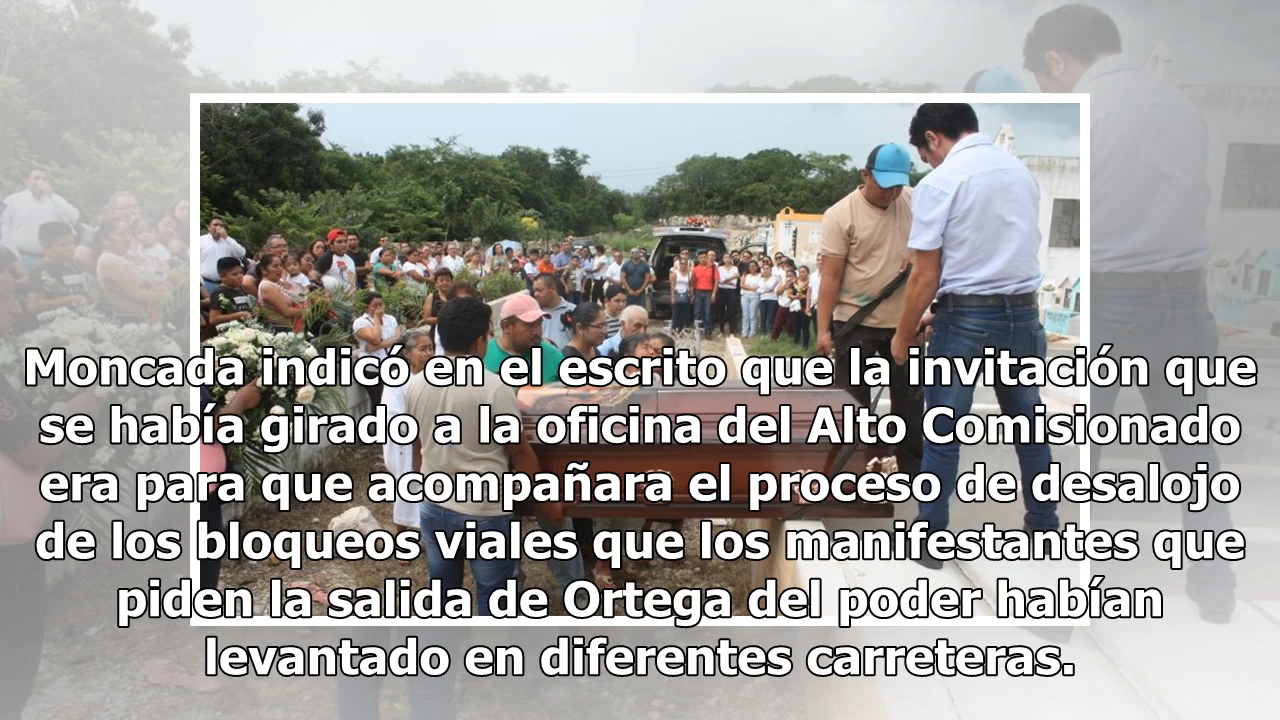 Moncada indicó en el escrito que la invitación que
se había girado a la oficina del Alto Comisionado
era para que acompañara el proceso de desalojo
de los bloqueos viales que los manifestantes que
piden la salida de Ortega del poder habían
levantado en diferentes carreteras.